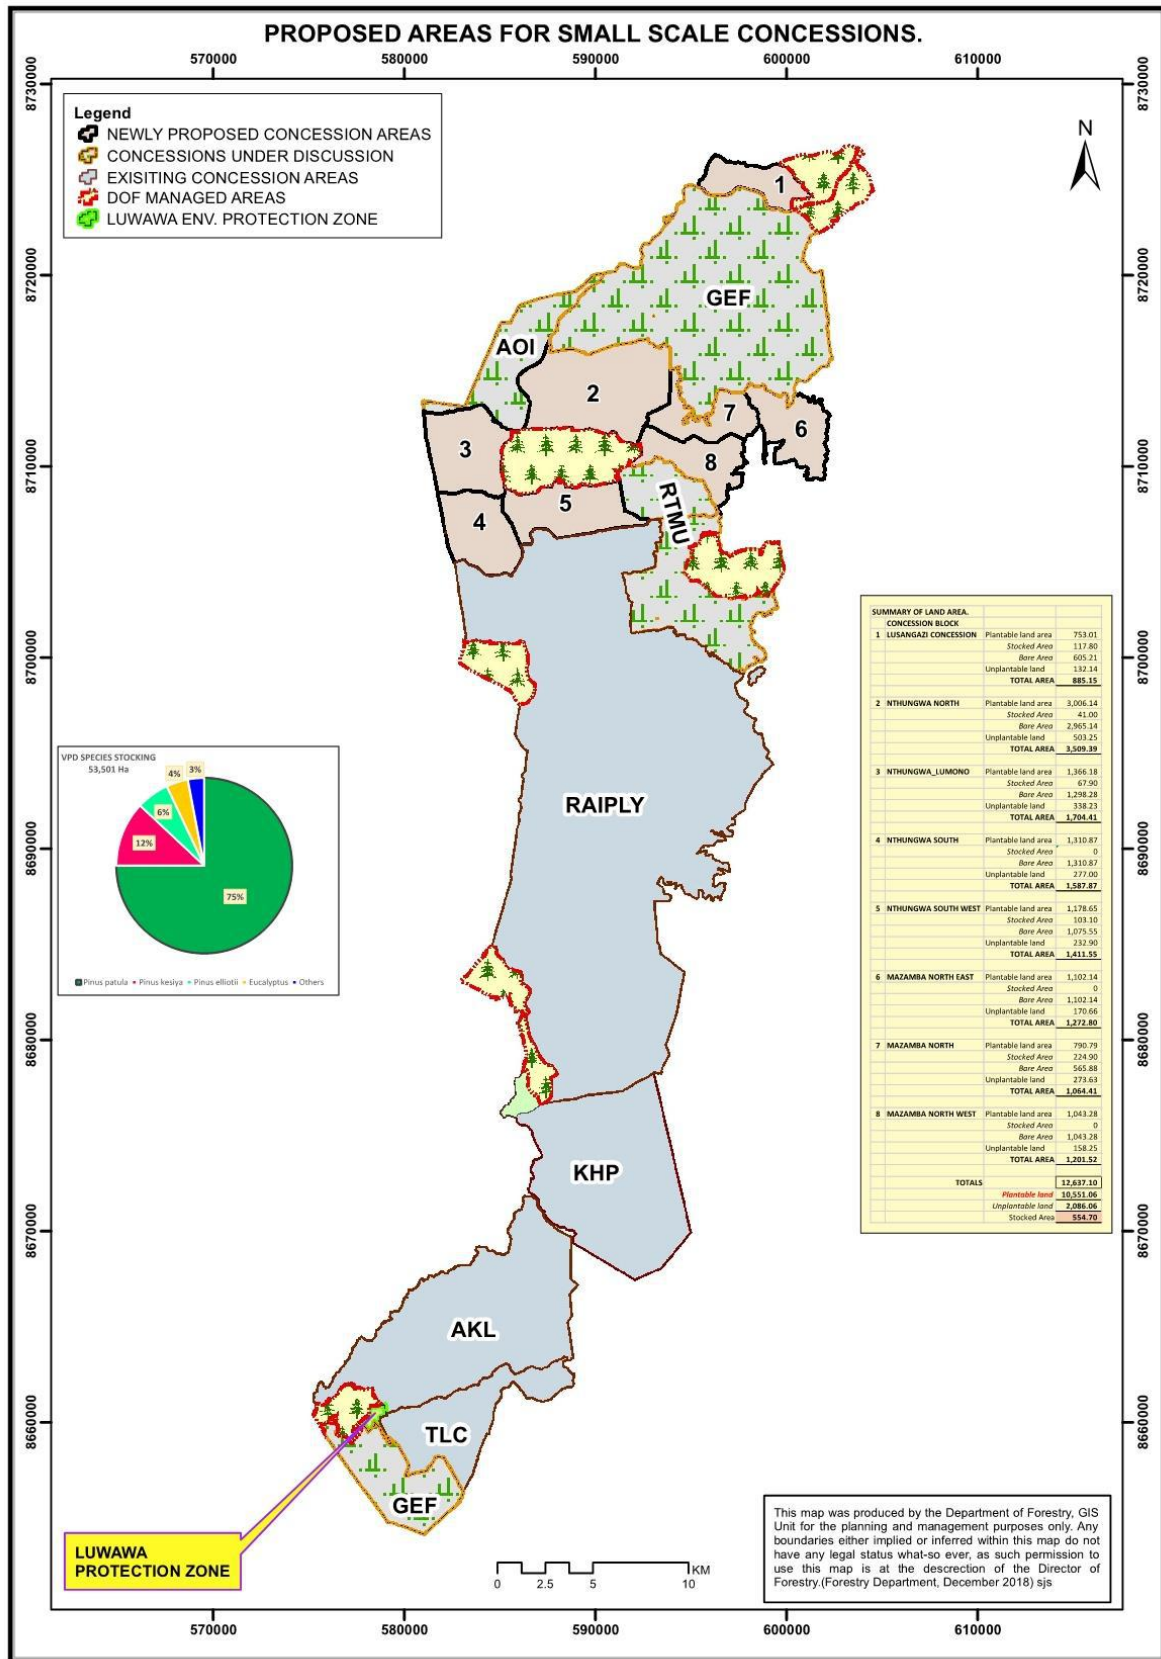 PROPOSED AREAS FOR SMALL SCALE CONCESSIONS.
570000 580000 590000 600000 610000
8730000 8730000
Legend
NEWLY PROPOSED CONCESSION AREAS
CONCESSIONS UNDER DISCUSSION
EXISITING CONCESSION AREAS
DOF MANAGED AREAS
LUWAWA ENV. PROTECTION ZONE
N
1
8720000 8720000
GEF
AOI
2
7
6
3
8710000 8710000
8
5
RTMU
4
8700000 8700000
SUMMARY OF LAND AREA.
CONCESSION BLOCK
1 LUSANGAZI CONCESSION Plantable land area 753.01
Stocked Area 117.80
Bare Area 605.21
Unplantable land 132.14
TOTAL AREA 885.15
2 NTHUNGWA NORTH Plantable land area 3,006.14
Stocked Area 41.00
Bare Area 2,965.14
Unplantable land 503.25
TOTAL AREA 3,509.39
3 NTHUNGWA_LUMONO Plantable land area 1,366.18
Stocked Area 67.90
Bare Area 1,298.28
Unplantable land 338.23
TOTAL AREA 1,704.41
4 NTHUNGWA SOUTH Plantable land area 1,310.87
Stocked Area 0
Bare Area 1,310.87
Unplantable land 277.00
TOTAL AREA 1,587.87
5 NTHUNGWA SOUTH WEST Plantable land area 1,178.65
Stocked Area 103.10
Bare Area 1,075.55
Unplantable land 232.90
TOTAL AREA 1,411.55
6 MAZAMBA NORTH EAST Plantable land area 1,102.14
Stocked Area 0
Bare Area 1,102.14
Unplantable land 170.66
TOTAL AREA 1,272.80
7 MAZAMBA NORTH Plantable land area 790.79
Stocked Area 224.90
Bare Area 565.88
Unplantable land 273.63
TOTAL AREA 1,064.41
8 MAZAMBA NORTH WEST Plantable land area 1,043.28
Stocked Area 0
Bare Area 1,043.28
Unplantable land 158.25
TOTAL AREA 1,201.52
TOTALS 12,637.10
Plantable land 10,551.06
Unplantable land 2,086.06
Stocked Area 554.70
VPD SPECIES STOCKING
53,501 Ha
4% 3%
6%
12%
75%
Pinus patula Pinus kesiya Pinus elliotii Eucalyptus Others
RAIPLY
8690000 8690000
8680000 8680000
KHP
8670000 8670000
AKL
8660000 8660000
TLC
GEF
LUWAWA
PROTECTION ZONE
KM
0 2.5 5 10
This map was produced by the Department of Forestry, GIS
Unit for the planning and management purposes only. Any
boundaries either implied or inferred within this map do not
have any legal status what-so ever, as such permission to
use this map is at the descrection of the Director of
Forestry.(Forestry Department, December 2018) sjs
570000 580000 590000 600000 610000